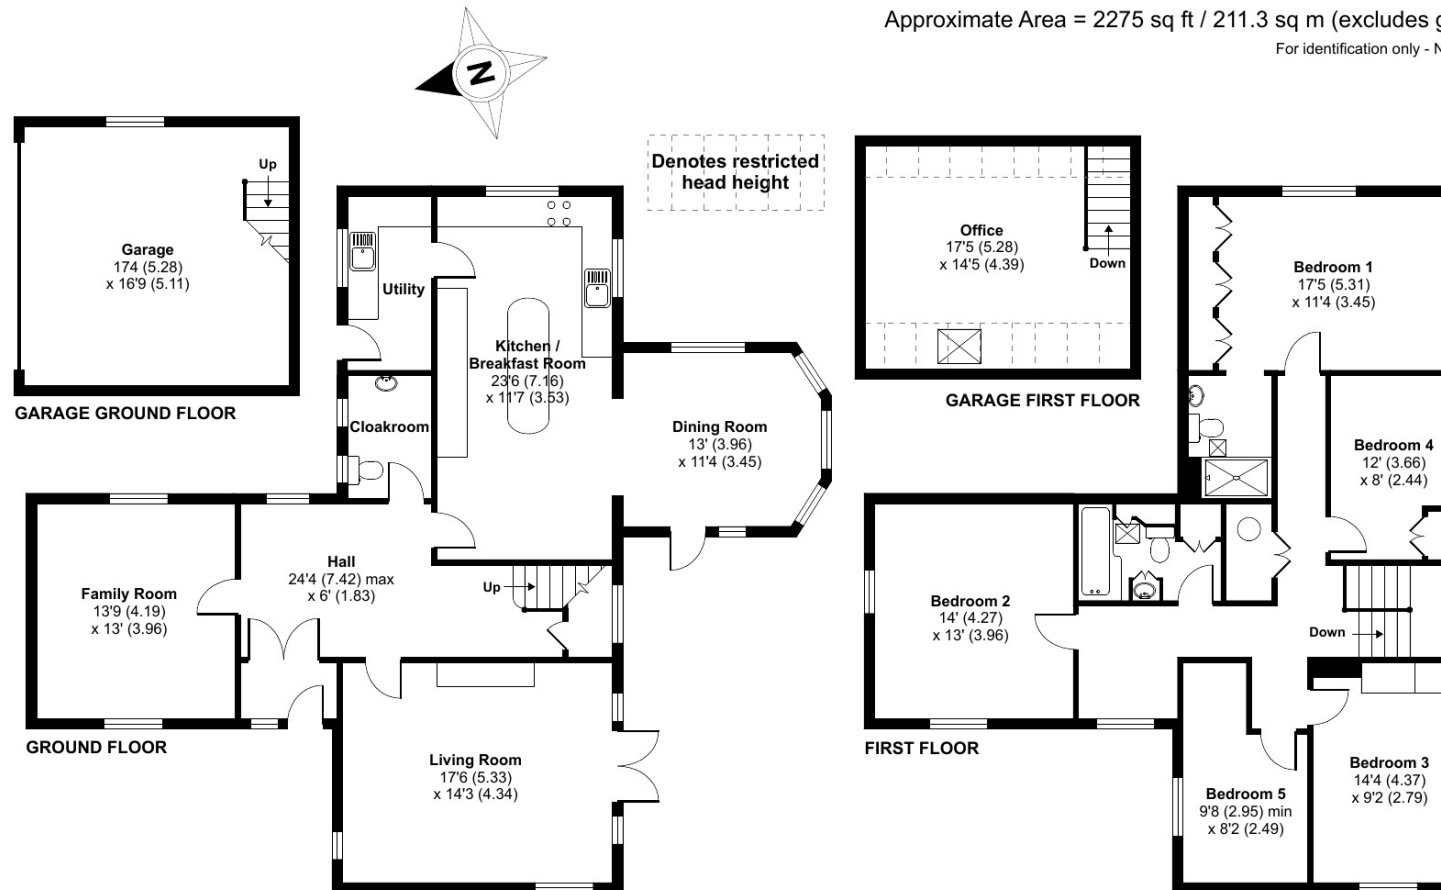 Approximate Area = 2275 sq ft / 211.3 sq m (excludes g
For identification only - N
N
Denotes restricted
head height
Up
Garage
174 (5.28)
x 16'9 (5.11)
GARAGE GROUND FLOOR
Utility
Kitchen /
Breakfast Room
23'6 (7.16)
x 11'7 (3.53)
Cloakroom
Dining Room
13' (3.96)
x 11'4 (3.45)
Hall
24'4 (7.42) max
x 6' (1.83)
Up
Family Room
13'9 (4.19)
x 13' (3.96)
GROUND FLOOR
Living Room
17'6 (5.33)
x 14'3 (4.34)
Office
17'5 (5.28)
x 14'5 (4.39)
Down
GARAGE FIRST FLOOR
Bedroom 1
17'5 (5.31)
x 11'4 (3.45)
Bedroom 4
12' (3.66)
x 8' (2.44)
Bedroom 2
14' (4.27)
x 13' (3.96)
Down
FIRST FLOOR
Bedroom 5
9'8 (2.95) min
x 8'2 (2.49)
Bedroom 3
14'4 (4.37)
x 9'2 (2.79)